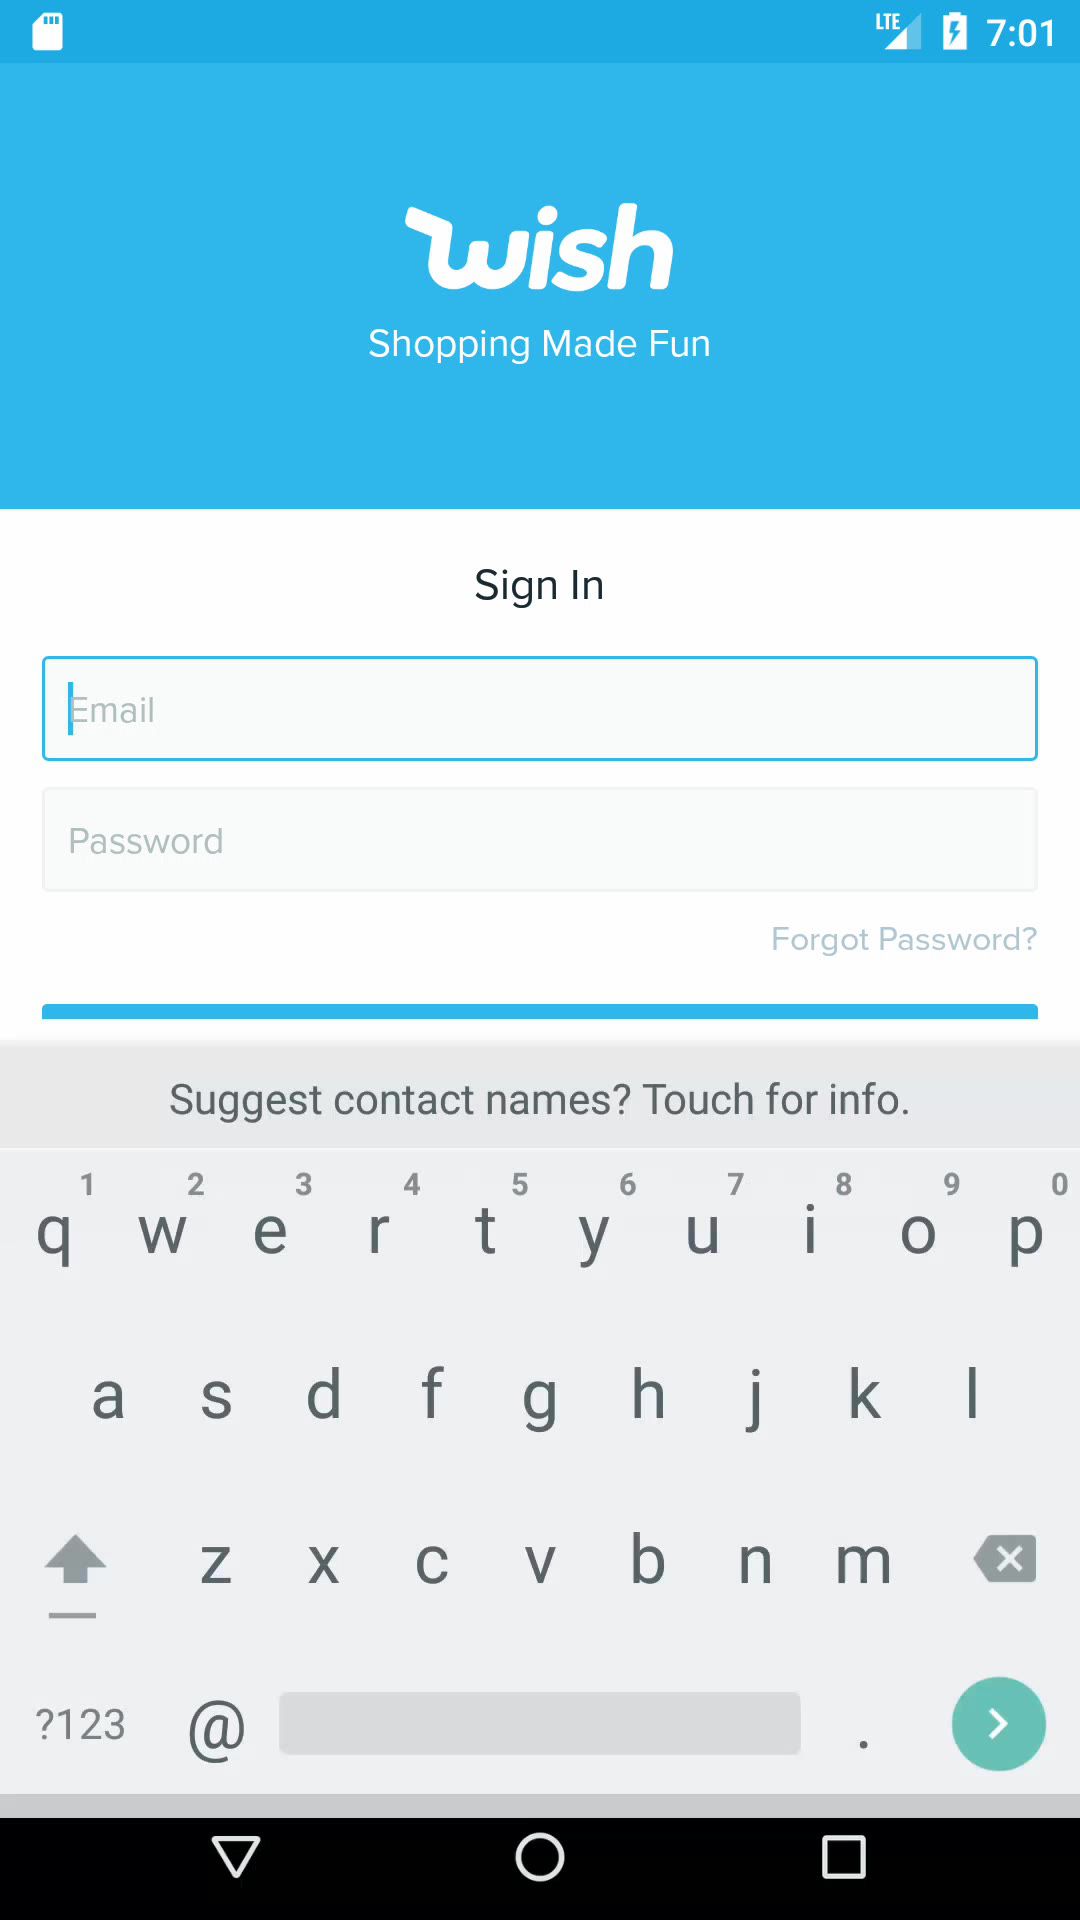 LTE 7:01
wish
Shopping Made Fun
Sign In
Email
Password
Forgot Password?
Suggest contact names? Touch for info.
1 2 3 4 5 6 7 8 9 0
q w e r t y u i o p
a s d f g h j k l
z x c v b n m
?123 @ .